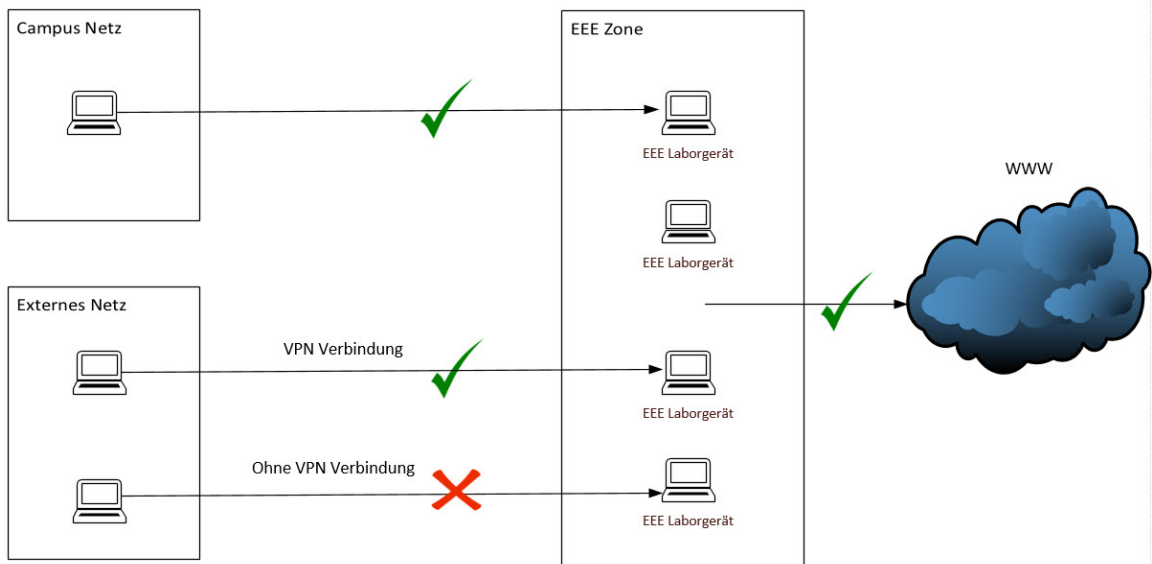 Campus Netz
EEE Zone
EEE Laborgerät
WWW
EEE Laborgerät
Externes Netz
VPN Verbindung
EEE Laborgerät
Ohne VPN Verbindung
EEE Laborgerät